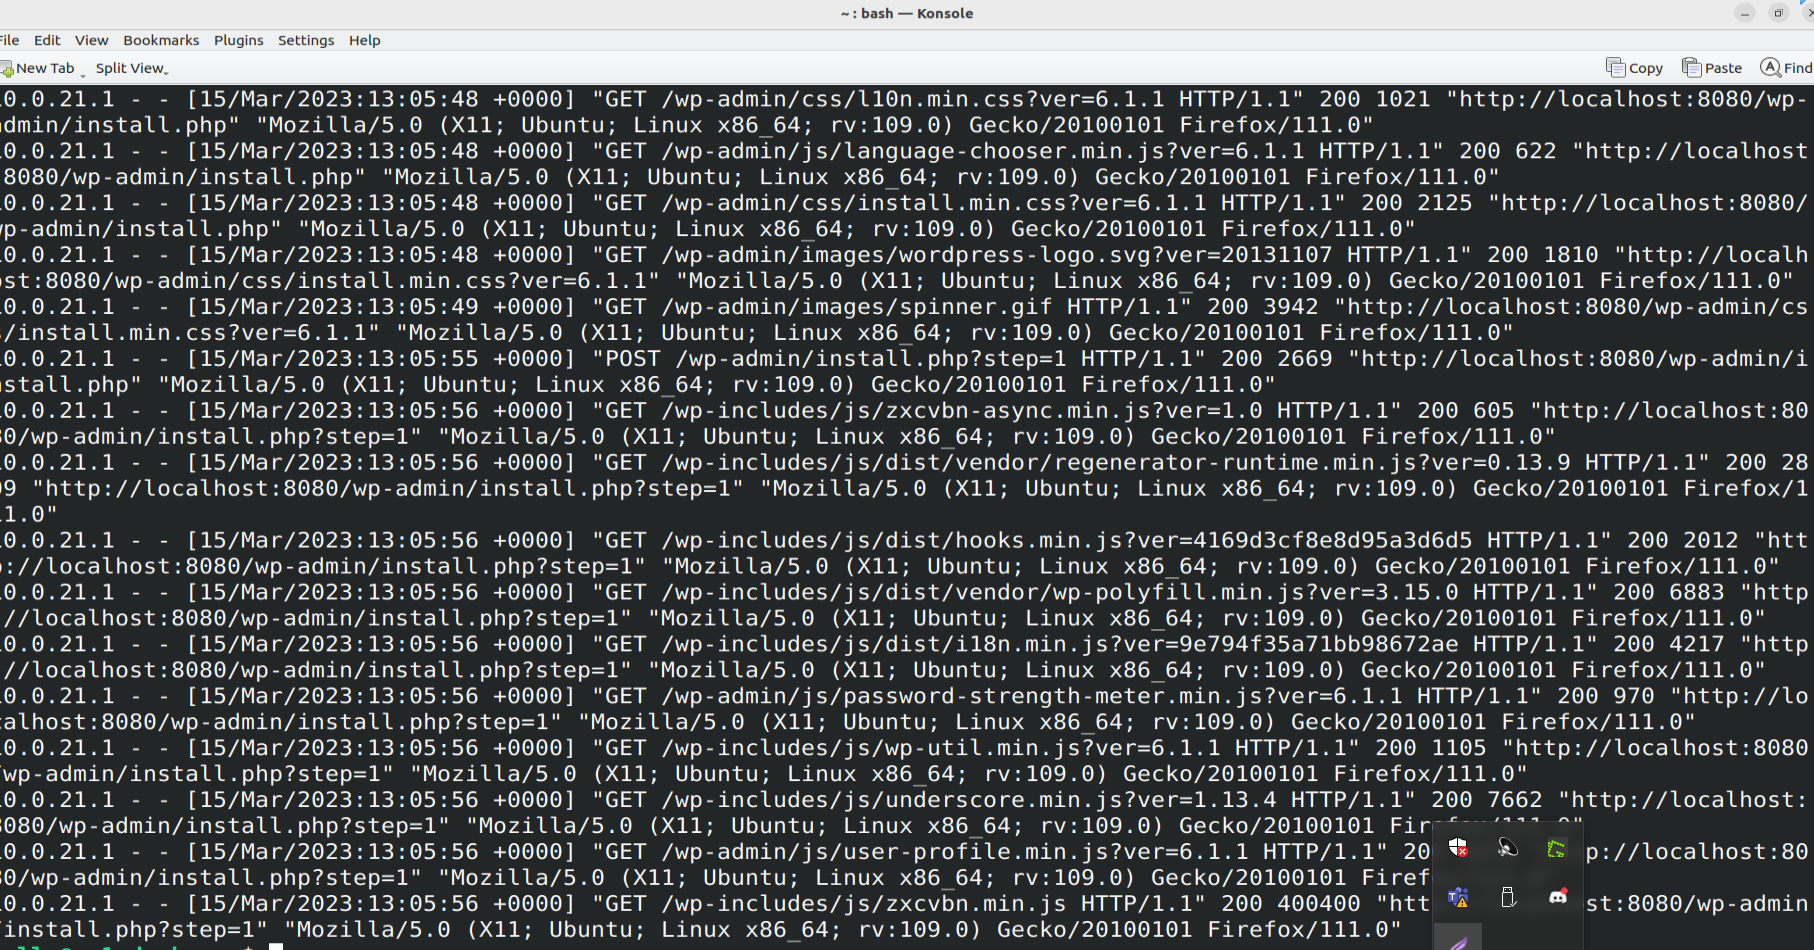 ~ : bash — Konsole
File Edit View Bookmarks Plugins Settings Help
New Tab Split View Copy Paste Find
.0.0.21.1 - - [15/Mar/2023:13:05:48 +0000] "GET /wp-admin/css/l10n.min.css?ver=6.1.1 HTTP/1.1" 200 1021 "http://localhost:8080/wp-
admin/install.php" "Mozilla/5.0 (X11; Ubuntu; Linux x86_64; rv:109.0) Gecko/20100101 Firefox/111.0"
.0.0.21.1 - - [15/Mar/2023:13:05:48 +0000] "GET /wp-admin/js/language-chooser.min.js?ver=6.1.1 HTTP/1.1" 200 622 "http://localhost
:8080/wp-admin/install.php" "Mozilla/5.0 (X11; Ubuntu; Linux x86_64; rv:109.0) Gecko/20100101 Firefox/111.0"
.0.0.21.1 - - [15/Mar/2023:13:05:48 +0000] "GET /wp-admin/css/install.min.css?ver=6.1.1 HTTP/1.1" 200 2125 "http://localhost:8080/
wp-admin/install.php" "Mozilla/5.0 (X11; Ubuntu; Linux x86_64; rv:109.0) Gecko/20100101 Firefox/111.0"
.0.0.21.1 - - [15/Mar/2023:13:05:48 +0000] "GET /wp-admin/images/wordpress-logo.svg?ver=20131107 HTTP/1.1" 200 1810 "http://localh
ost:8080/wp-admin/css/install.min.css?ver=6.1.1" "Mozilla/5.0 (X11; Ubuntu; Linux x86_64; rv:109.0) Gecko/20100101 Firefox/111.0"
.0.0.21.1 - - [15/Mar/2023:13:05:49 +0000] "GET /wp-admin/images/spinner.gif HTTP/1.1" 200 3942 "http://localhost:8080/wp-admin/cs
s/install.min.css?ver=6.1.1" "Mozilla/5.0 (X11; Ubuntu; Linux x86_64; rv:109.0) Gecko/20100101 Firefox/111.0"
.0.0.21.1 - - [15/Mar/2023:13:05:55 +0000] "POST /wp-admin/install.php?step=1 HTTP/1.1" 200 2669 "http://localhost:8080/wp-admin/i
nstall.php" "Mozilla/5.0 (X11; Ubuntu; Linux x86_64; rv:109.0) Gecko/20100101 Firefox/111.0"
.0.0.21.1 - - [15/Mar/2023:13:05:56 +0000] "GET /wp-includes/js/zxcvbn-async.min.js?ver=1.0 HTTP/1.1" 200 605 "http://localhost:80
80/wp-admin/install.php?step=1" "Mozilla/5.0 (X11; Ubuntu; Linux x86_64; rv:109.0) Gecko/20100101 Firefox/111.0"
.0.0.21.1 - - [15/Mar/2023:13:05:56 +0000] "GET /wp-includes/js/dist/vendor/regenerator-runtime.min.js?ver=0.13.9 HTTP/1.1" 200 28
09 "http://localhost:8080/wp-admin/install.php?step=1" "Mozilla/5.0 (X11; Ubuntu; Linux x86_64; rv:109.0) Gecko/20100101 Firefox/1
11.0"
.0.0.21.1 - - [15/Mar/2023:13:05:56 +0000] "GET /wp-includes/js/dist/hooks.min.js?ver=4169d3cf8e8d95a3d6d5 HTTP/1.1" 200 2012 "htt
p://localhost:8080/wp-admin/install.php?step=1" "Mozilla/5.0 (X11; Ubuntu; Linux x86_64; rv:109.0) Gecko/20100101 Firefox/111.0"
.0.0.21.1 - - [15/Mar/2023:13:05:56 +0000] "GET /wp-includes/js/dist/vendor/wp-polyfill.min.js?ver=3.15.0 HTTP/1.1" 200 6883 "http
://localhost:8080/wp-admin/install.php?step=1" "Mozilla/5.0 (X11; Ubuntu; Linux x86_64; rv:109.0) Gecko/20100101 Firefox/111.0"
.0.0.21.1 - - [15/Mar/2023:13:05:56 +0000] "GET /wp-includes/js/dist/i18n.min.js?ver=9e794f35a71bb98672ae HTTP/1.1" 200 4217 "http
://localhost:8080/wp-admin/install.php?step=1" "Mozilla/5.0 (X11; Ubuntu; Linux x86_64; rv:109.0) Gecko/20100101 Firefox/111.0"
.0.0.21.1 - - [15/Mar/2023:13:05:56 +0000] "GET /wp-admin/js/password-strength-meter.min.js?ver=6.1.1 HTTP/1.1" 200 970 "http://lo
calhost:8080/wp-admin/install.php?step=1" "Mozilla/5.0 (X11; Ubuntu; Linux x86_64; rv:109.0) Gecko/20100101 Firefox/111.0"
.0.0.21.1 - - [15/Mar/2023:13:05:56 +0000] "GET /wp-includes/js/wp-util.min.js?ver=6.1.1 HTTP/1.1" 200 1105 "http://localhost:8080
/wp-admin/install.php?step=1" "Mozilla/5.0 (X11; Ubuntu; Linux x86_64; rv:109.0) Gecko/20100101 Firefox/111.0"
.0.0.21.1 - - [15/Mar/2023:13:05:56 +0000] "GET /wp-includes/js/underscore.min.js?ver=1.13.4 HTTP/1.1" 200 7662 "http://localhost:
8080/wp-admin/install.php?step=1" "Mozilla/5.0 (X11; Ubuntu; Linux x86_64; rv:109.0) Gecko/20100101 Firefox/111.0"
.0.0.21.1 - - [15/Mar/2023:13:05:56 +0000] "GET /wp-admin/js/user-profile.min.js?ver=6.1.1 HTTP/1.1" 20 p://localhost:80
80/wp-admin/install.php?step=1" "Mozilla/5.0 (X11; Ubuntu; Linux x86_64; rv:109.0) Gecko/20100101 Firef
.0.0.21.1 - - [15/Mar/2023:13:05:56 +0000] "GET /wp-includes/js/zxcvbn.min.js HTTP/1.1" 200 400400 "htt st:8080/wp-admin
/install.php?step=1" "Mozilla/5.0 (X11; Ubuntu; Linux x86_64; rv:109.0) Gecko/20100101 Firefox/111.0"